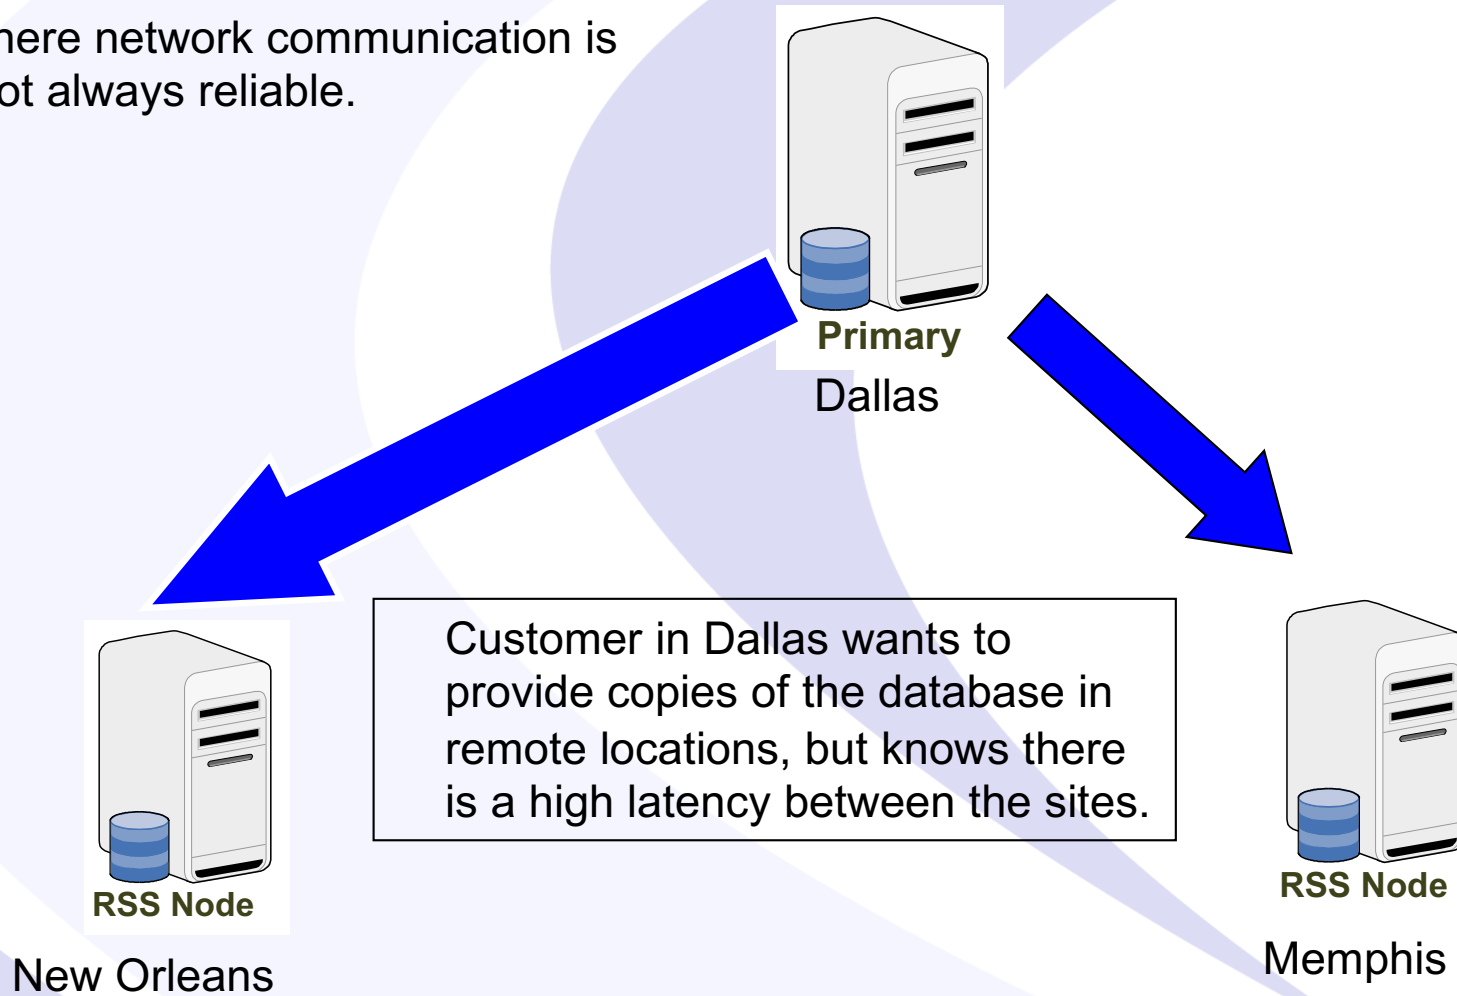 here network communication is
ot always reliable.
Primary
Dallas
Customer in Dallas wants to
provide copies of the database in
remote locations, but knows there
is a high latency between the sites.
RSS Node
New Orleans
RSS Node
Memphis